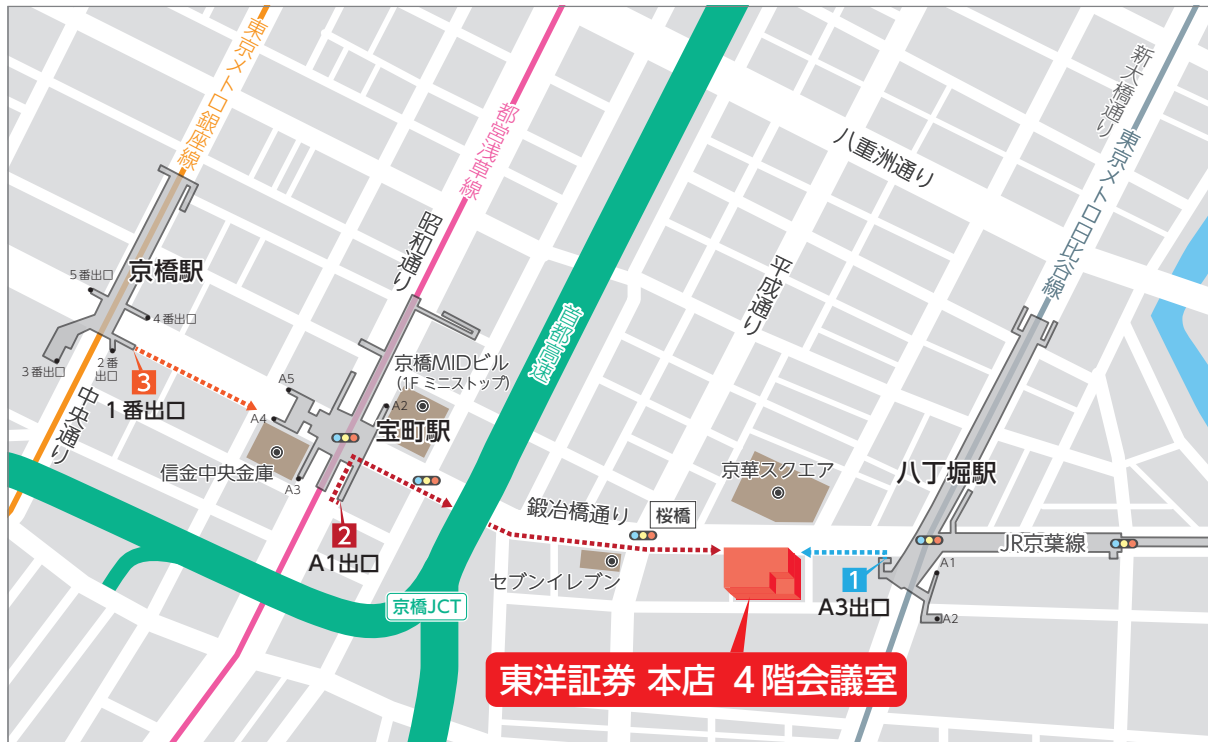 東京メトロ銀座線
都営浅草線
新大橋通り
東京メトロ日比谷線
八重洲通り
昭和通り
平成通り
首都高速
京橋駅
5番出口
4番出口
3番出口
2番
出口
3
1番出口
中央通り
京橋MIDビル
(1F ミニストップ)
A5
A4
A2
宝町駅
信金中央金庫
A3
2
A1出口
鍛冶橋通り
桜橋
京華スクエア
八丁堀駅
JR京葉線
セブンイレブン
1
A3出口
A1
A2
京橋JCT
東洋証券 本店 4階会議室